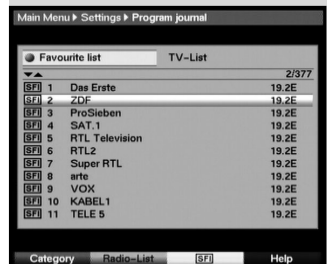 Main Menu ▶ Settings ▶ Program journal
Favourite list TV-List
2/377
SFI 1 Das Erste 19.2E
SFI 2 ZDF 19.2E
SFI 3 ProSieben 19.2E
SFI 4 SAT.1 19.2E
SFI 5 RTL Television 19.2E
SFI 6 RTL2 19.2E
SFI 7 Super RTL 19.2E
SFI 8 arte 19.2E
SFI 9 VOX 19.2E
SFI 10 KABEL1 19.2E
SFI 11 TELE 5 19.2E
Category Radio-List SFI Help